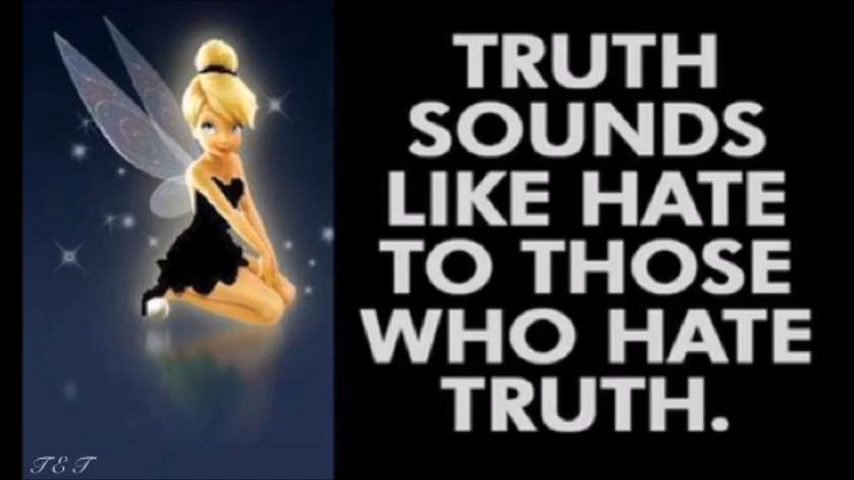 TRUTH
SOUNDS
LIKE HATE
TO THOSE
WHO HATE
TRUTH.
T E T